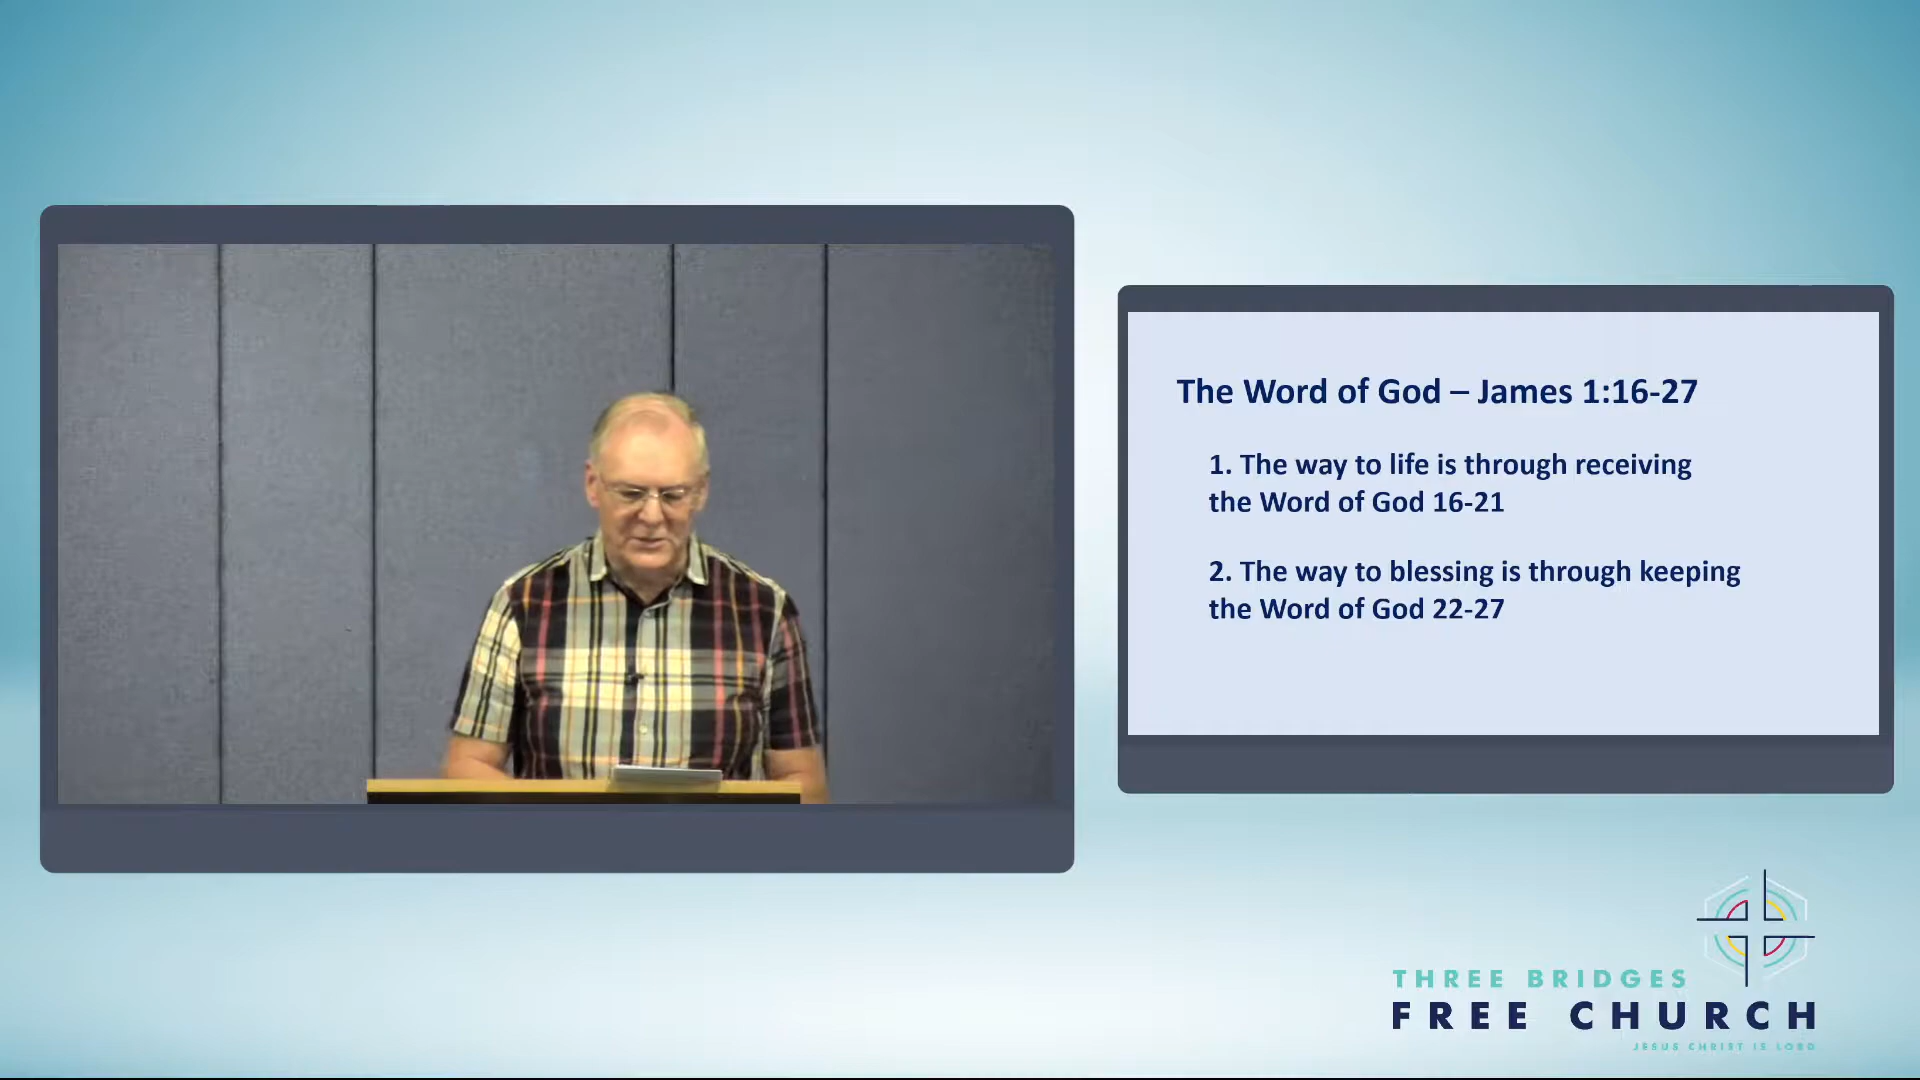 The Word of God – James 1:16-27
1. The way to life is through receiving
the Word of God 16-21
2. The way to blessing is through keeping
the Word of God 22-27
THREE BRIDGES
FREE CHURCH
JESUS CHRIST IS LORD